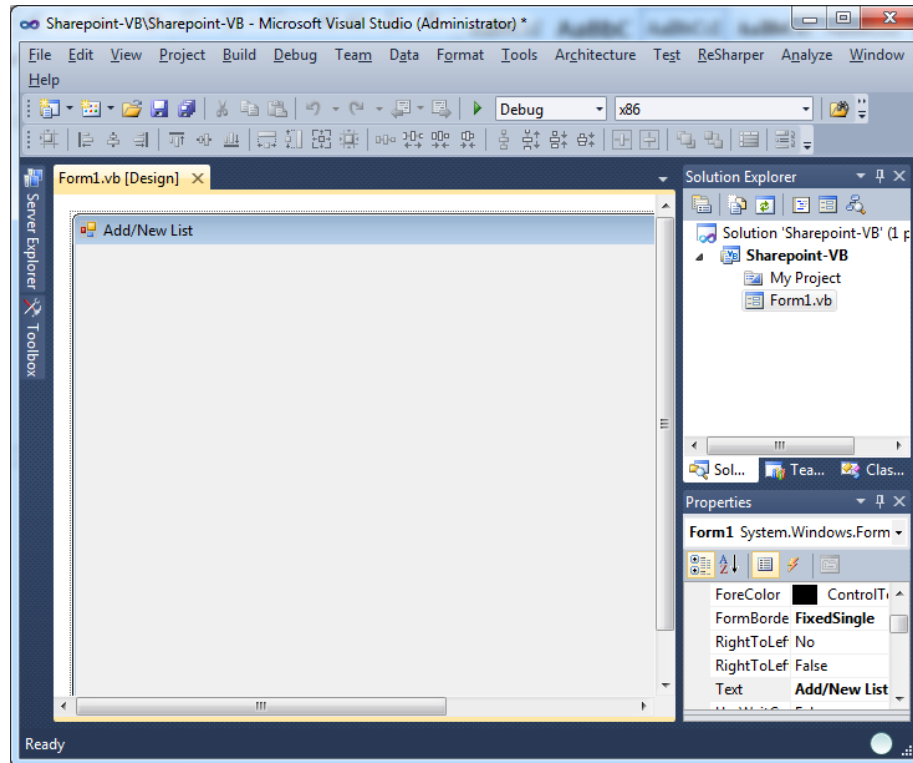 Sharepoint-VB\Sharepoint-VB - Microsoft Visual Studio (Administrator) *
File Edit View Project Build Debug Team Data Format Tools Architecture Test ReSharper Analyze Window
Help
Debug x86
Server Explorer
Toolbox
Form1.vb [Design]
Add/New List
Solution Explorer
Solution 'Sharepoint-VB' (1 p
Sharepoint-VB
My Project
Form1.vb
Sol... Tea... Clas...
Properties
Form1 System.Windows.Form
ForeColor ControlTe
FormBorde FixedSingle
RightToLef No
RightToLef False
Text Add/New List
Ready